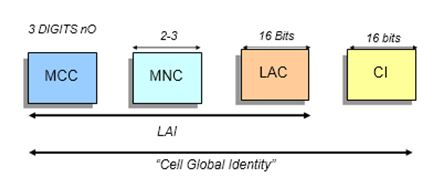 3 DIGITS nO
2-3
16 Bits
16 bits
MCC
MNC
LAC
CI
LAI
"Cell Global Identity"